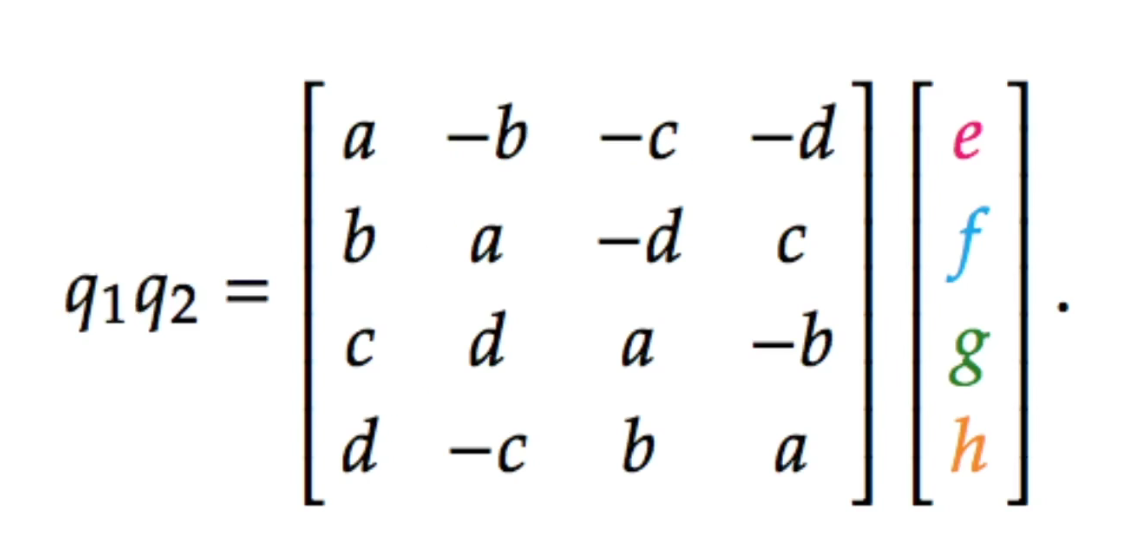 a −b −c −d e
b a −d c f
q₁q₂ = .
c d a −b g
d −c b a h